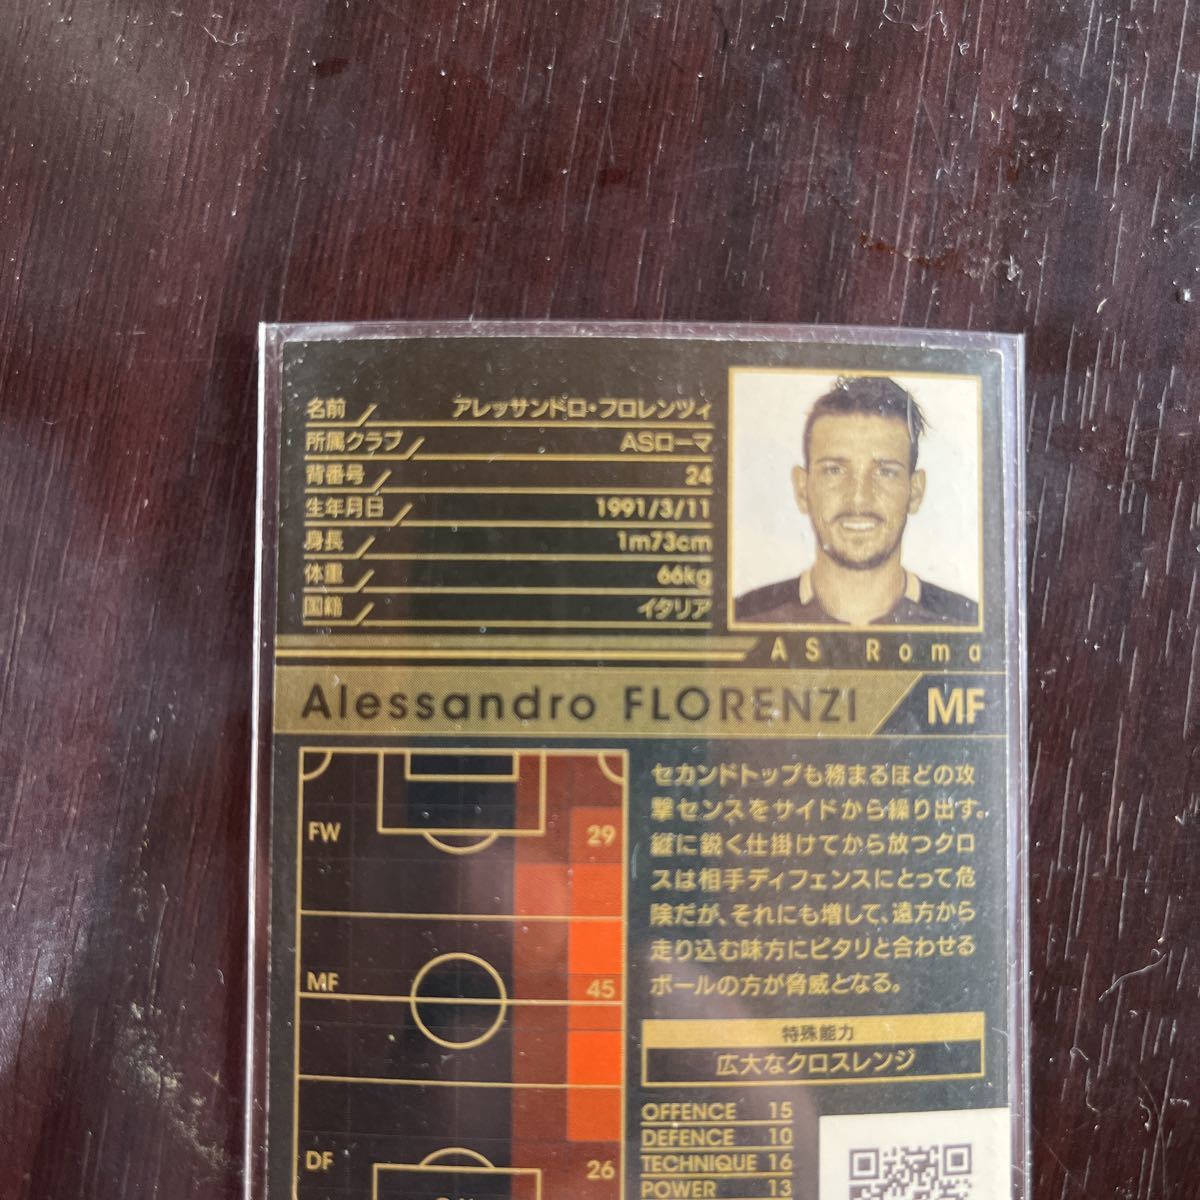 名前 アレッサンドロ・フロレンツィ
所属クラブ ASローマ
背番号 24
生年月日 1991/3/11
身長 1m73cm
体重 66kg
国籍 イタリア
AS Roma
Alessandro FLORENZI MF
セカンドトップも務まるほどの攻
撃センスをサイドから繰り出す。
縦に鋭く仕掛けてから放つクロ
スは相手ディフェンスにとって危
険だが、それにも増して、遠方から
走り込む味方にピタリと合わせる
ボールの方が脅威となる。
FW 29
MF 45
DF 26
特殊能力
広大なクロスレンジ
OFFENCE 15
DEFENCE 10
TECHNIQUE 16
POWER 13